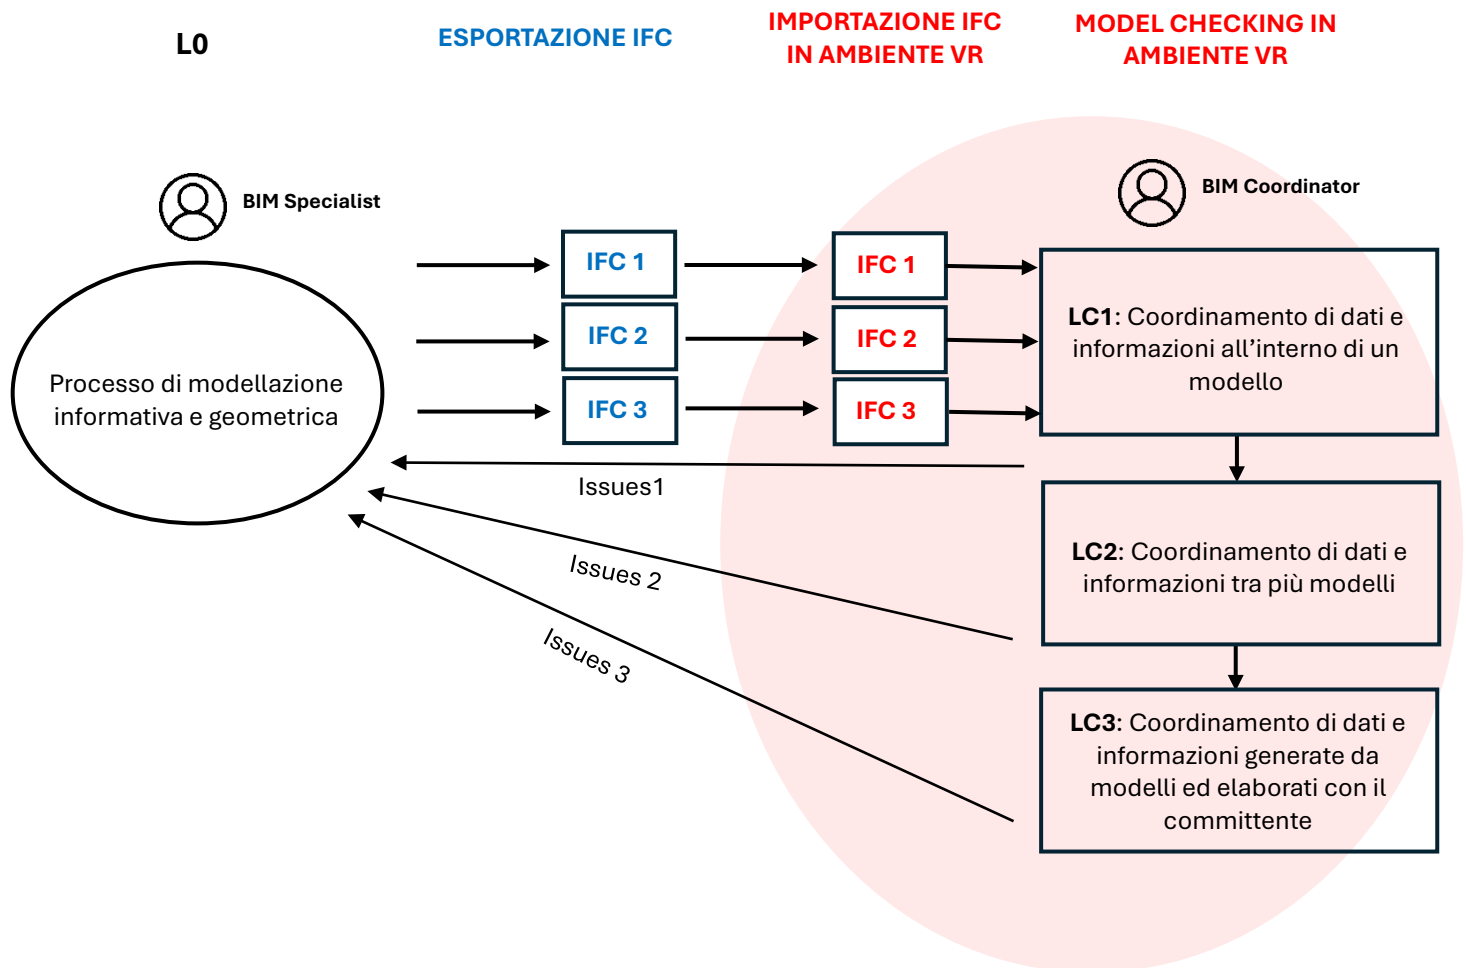 L0
ESPORTAZIONE IFC
IMPORTAZIONE IFC
IN AMBIENTE VR
MODEL CHECKING IN
AMBIENTE VR
BIM Specialist
BIM Coordinator
Processo di modellazione
informativa e geometrica
IFC 1
IFC 2
IFC 3
IFC 1
IFC 2
IFC 3
LC1: Coordinamento di dati e
informazioni all’interno di un
modello
Issues1
Issues 2
Issues 3
LC2: Coordinamento di dati e
informazioni tra più modelli
LC3: Coordinamento di dati e
informazioni generate da
modelli ed elaborati con il
committente